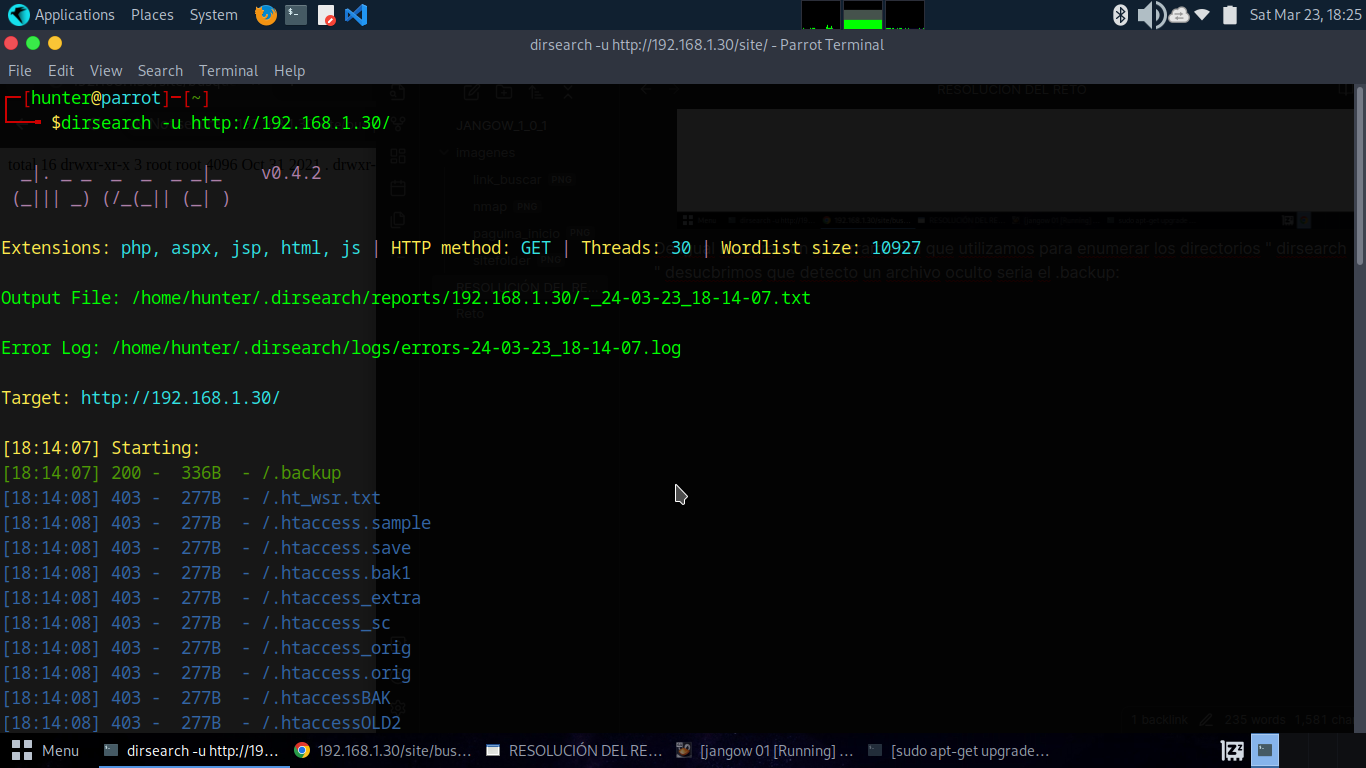 Applications Places System
Sat Mar 23, 18:25
dirsearch -u http://192.168.1.30/site/ - Parrot Terminal
File Edit View Search Terminal Help
[hunter@parrot]─[~]
$dirsearch -u http://192.168.1.30/
RESOLUCIÓN DEL RETO
JANGOW_1_0_1
Imagenes
total 16 drwxr-xr-x 3 root root 4096 Oct 31 2021 . drwxr-
v0.4.2
link_buscar PNG
nmap PNG
Extensions: php, aspx, jsp, html, js | HTTP method: GET | Threads: 30 | Wordlist size: 10927
que utilizamos para enumerar los directorios " dirsearch
" desucbrimos que detecto un archivo oculto seria el .backup:
Output File: /home/hunter/.dirsearch/reports/192.168.1.30/-_24-03-23_18-14-07.txt
RESOLUCIÓN DEL RE
Reto
Error Log: /home/hunter/.dirsearch/logs/errors-24-03-23_18-14-07.log
Target: http://192.168.1.30/
[18:14:07] Starting:
[18:14:07] 200 - 336B - /.backup
[18:14:08] 403 - 277B - /.ht_wsr.txt
[18:14:08] 403 - 277B - /.htaccess.sample
[18:14:08] 403 - 277B - /.htaccess.save
[18:14:08] 403 - 277B - /.htaccess.bak1
[18:14:08] 403 - 277B - /.htaccess_extra
[18:14:08] 403 - 277B - /.htaccess_sc
[18:14:08] 403 - 277B - /.htaccess_orig
[18:14:08] 403 - 277B - /.htaccess.orig
[18:14:08] 403 - 277B - /.htaccessBAK
[18:14:08] 403 - 277B - /.htaccessOLD2
1 backlink 235 words 1,581 cha
Menu dirsearch -u http://19... 192.168.1.30/site/bus... RESOLUCIÓN DEL RE... [jangow 01 [Running] ... [sudo apt-get upgrade...